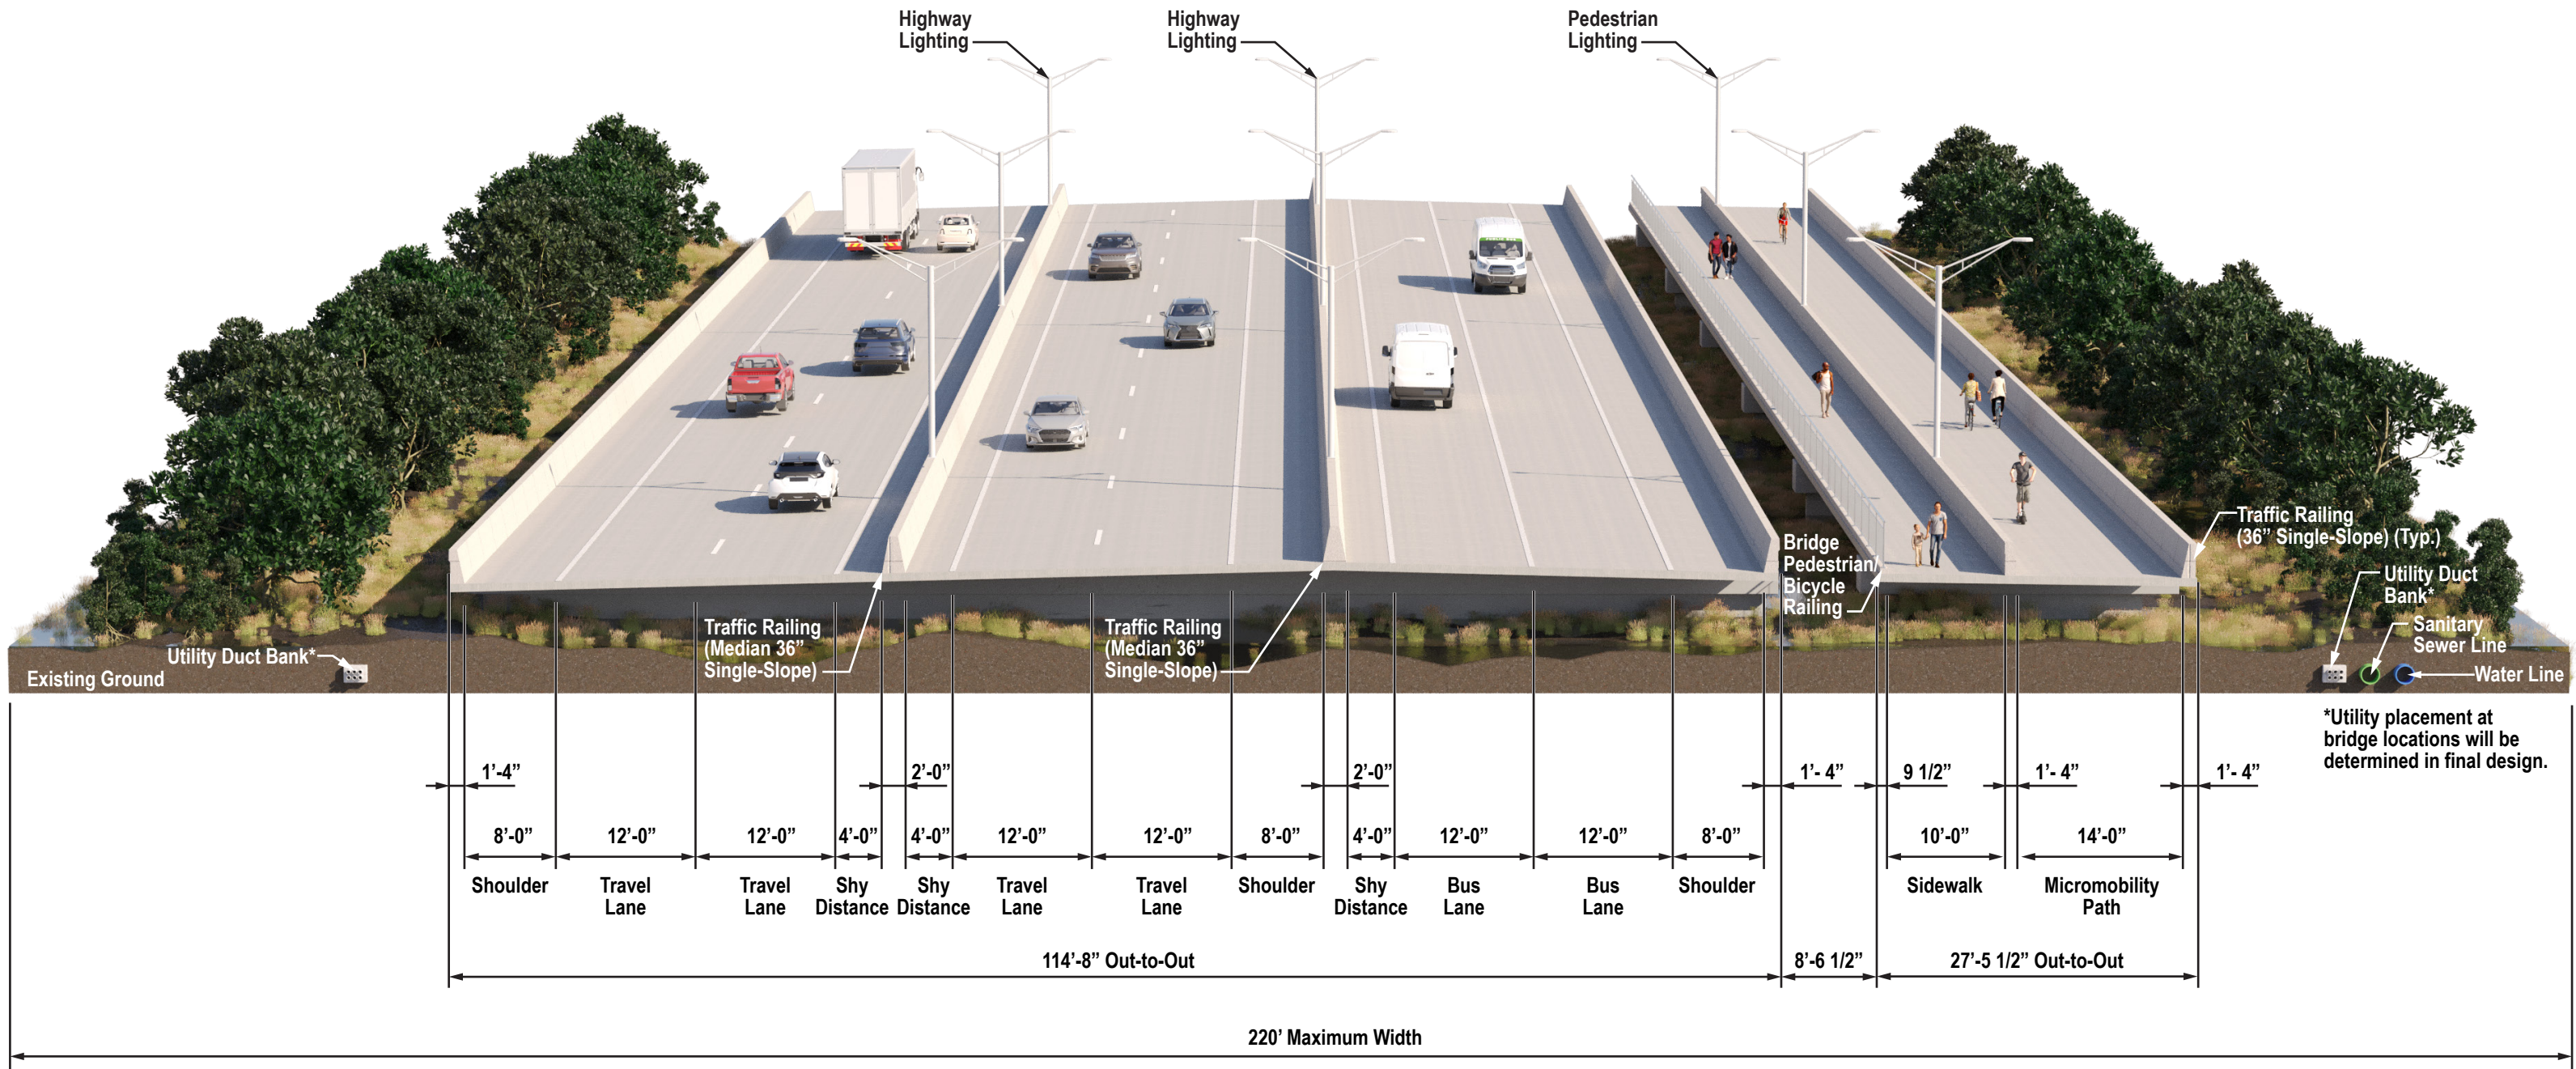 Highway
Lighting
Highway
Lighting
Pedestrian
Lighting
Traffic Railing
(36” Single-Slope) (Typ.)
Bridge
Pedestrian/
Bicycle
Railing
Utility Duct
Bank*
Sanitary
Sewer Line
Water Line
Traffic Railing
(Median 36”
Single-Slope)
Traffic Railing
(Median 36”
Single-Slope)
Utility Duct Bank*
Existing Ground
*Utility placement at
bridge locations will be
determined in final design.
1’-4” 2’-0” 2’-0” 1’- 4” 9 1/2” 1’- 4” 1’- 4”
8’-0” 12’-0” 12’-0” 4’-0” 4’-0” 12’-0” 12’-0” 8’-0” 4’-0” 12’-0” 12’-0” 8’-0” 10’-0” 14’-0”
Shoulder
Travel
Lane
Travel
Lane
Shy
Distance
Shy
Distance
Travel
Lane
Travel
Lane
Shoulder
Shy
Distance
Bus
Lane
Bus
Lane
Shoulder
Sidewalk
Micromobility
Path
114’-8” Out-to-Out 8’-6 1/2” 27’-5 1/2” Out-to-Out
220’ Maximum Width